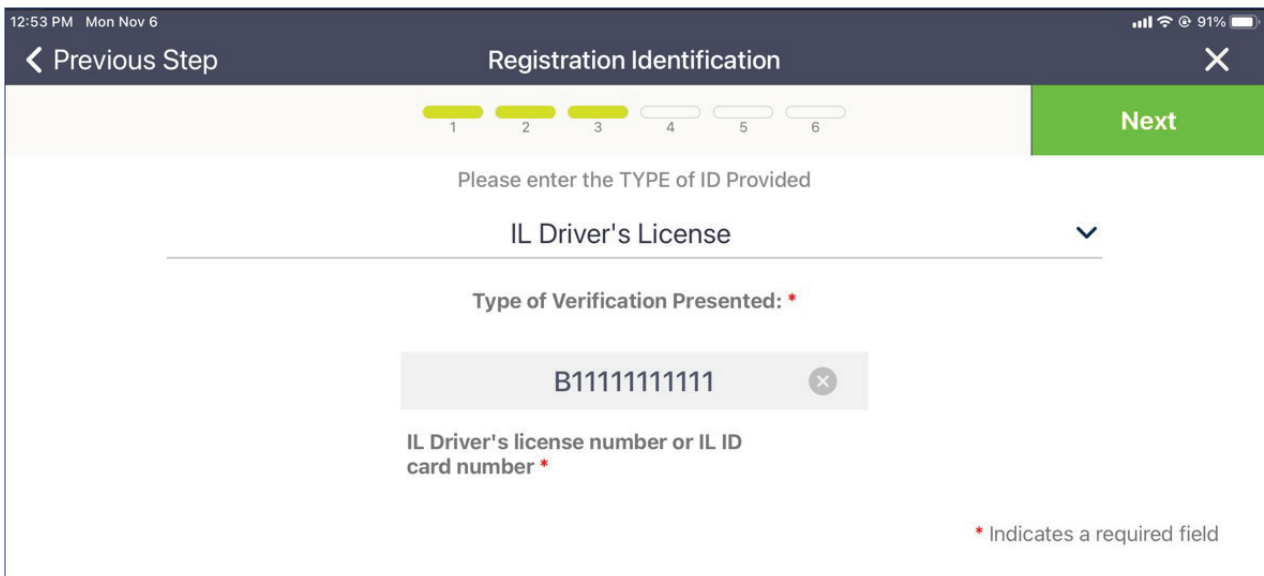 12:53 PM Mon Nov 6 91%
Previous Step Registration Identification
1 2 3 4 5 6
Next
Please enter the TYPE of ID Provided
IL Driver's License
Type of Verification Presented: *
B11111111111
IL Driver's license number or IL ID
card number *
* Indicates a required field